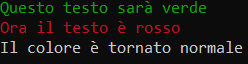 Questo testo sarà verde
Ora il testo è rosso
Il colore è tornato normale